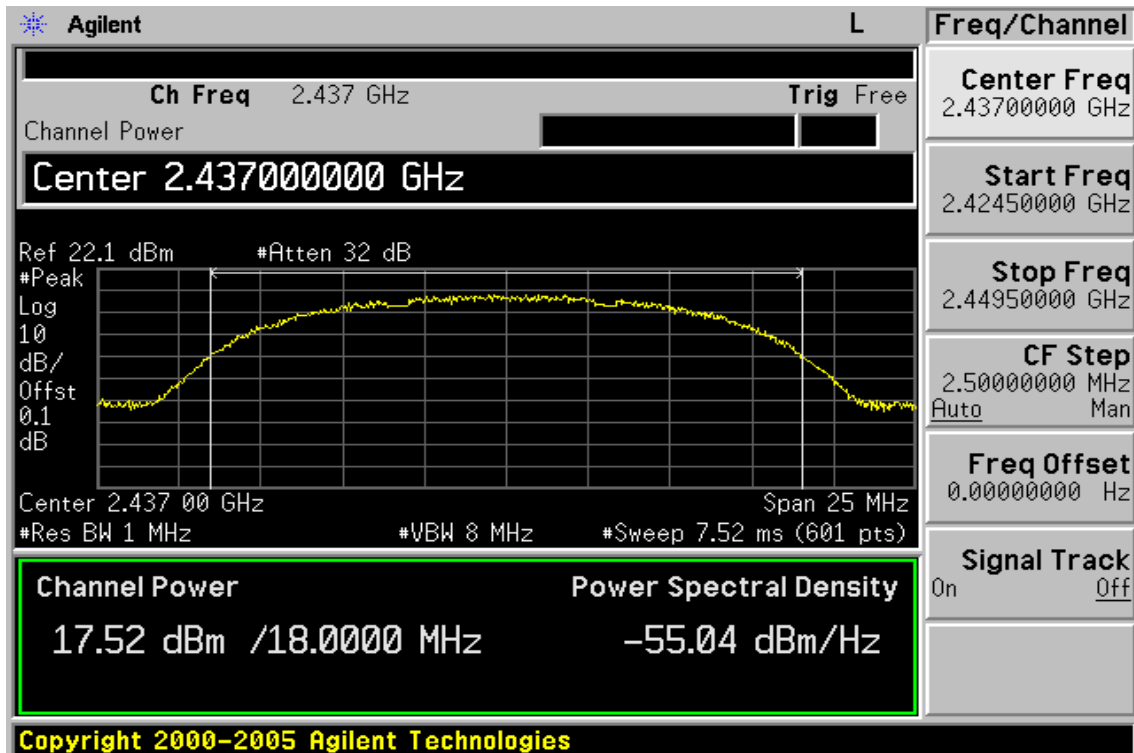 Agilent L
Freq/Channel
Ch Freq 2.437 GHz Trig Free
Channel Power
Center 2.437000000 GHz
Ref 22.1 dBm #Atten 32 dB
#Peak
Log
10
dB/
Offst
0.1
dB
Center 2.437 00 GHz Span 25 MHz
#Res BW 1 MHz #VBW 8 MHz #Sweep 7.52 ms (601 pts)
Channel Power Power Spectral Density
17.52 dBm /18.0000 MHz -55.04 dBm/Hz
Center Freq
2.43700000 GHz
Start Freq
2.42450000 GHz
Stop Freq
2.44950000 GHz
CF Step
2.50000000 MHz
Auto Man
Freq Offset
0.00000000 Hz
Signal Track
On Off
Copyright 2000-2005 Agilent Technologies